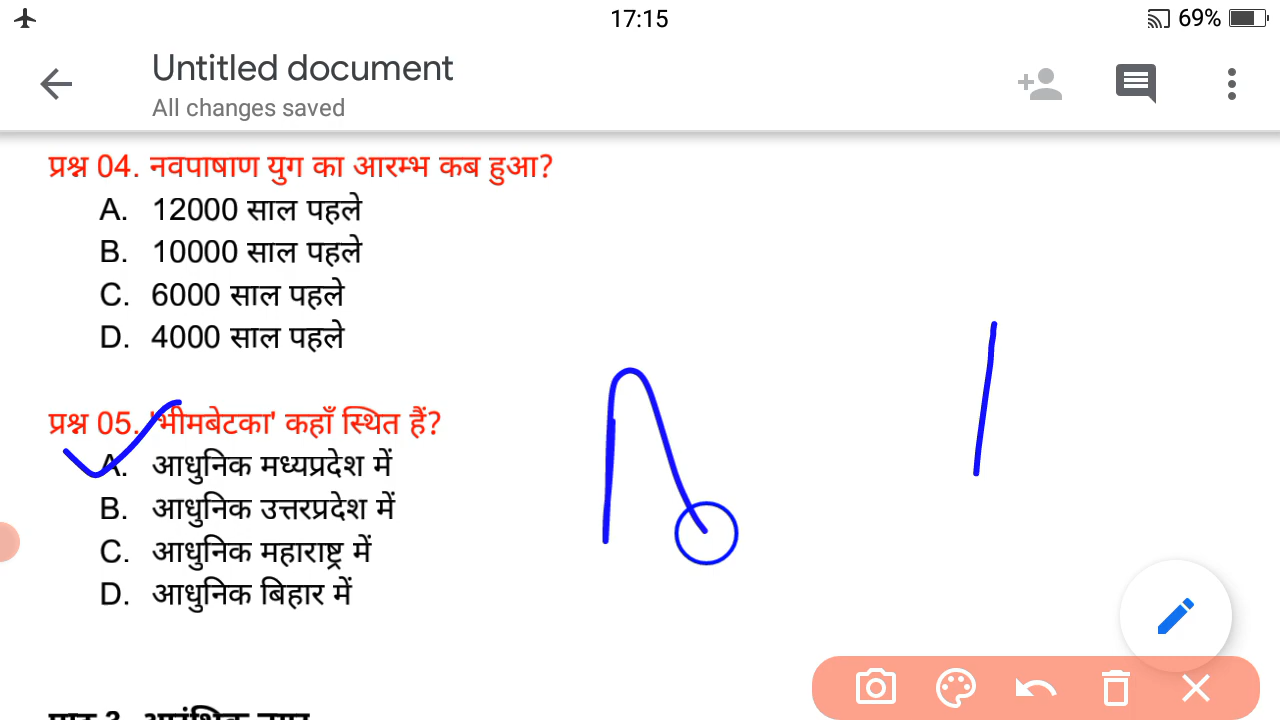 17:15
69%
Untitled document
All changes saved
प्रश्न 04. नवपाषाण युग का आरम्भ कब हुआ?
A. 12000 साल पहले
B. 10000 साल पहले
C. 6000 साल पहले
D. 4000 साल पहले
प्रश्न 05. 'भीमबेटका' कहाँ स्थित हैं?
A. आधुनिक मध्यप्रदेश में
B. आधुनिक उत्तरप्रदेश में
C. आधुनिक महाराष्ट्र में
D. आधुनिक बिहार में